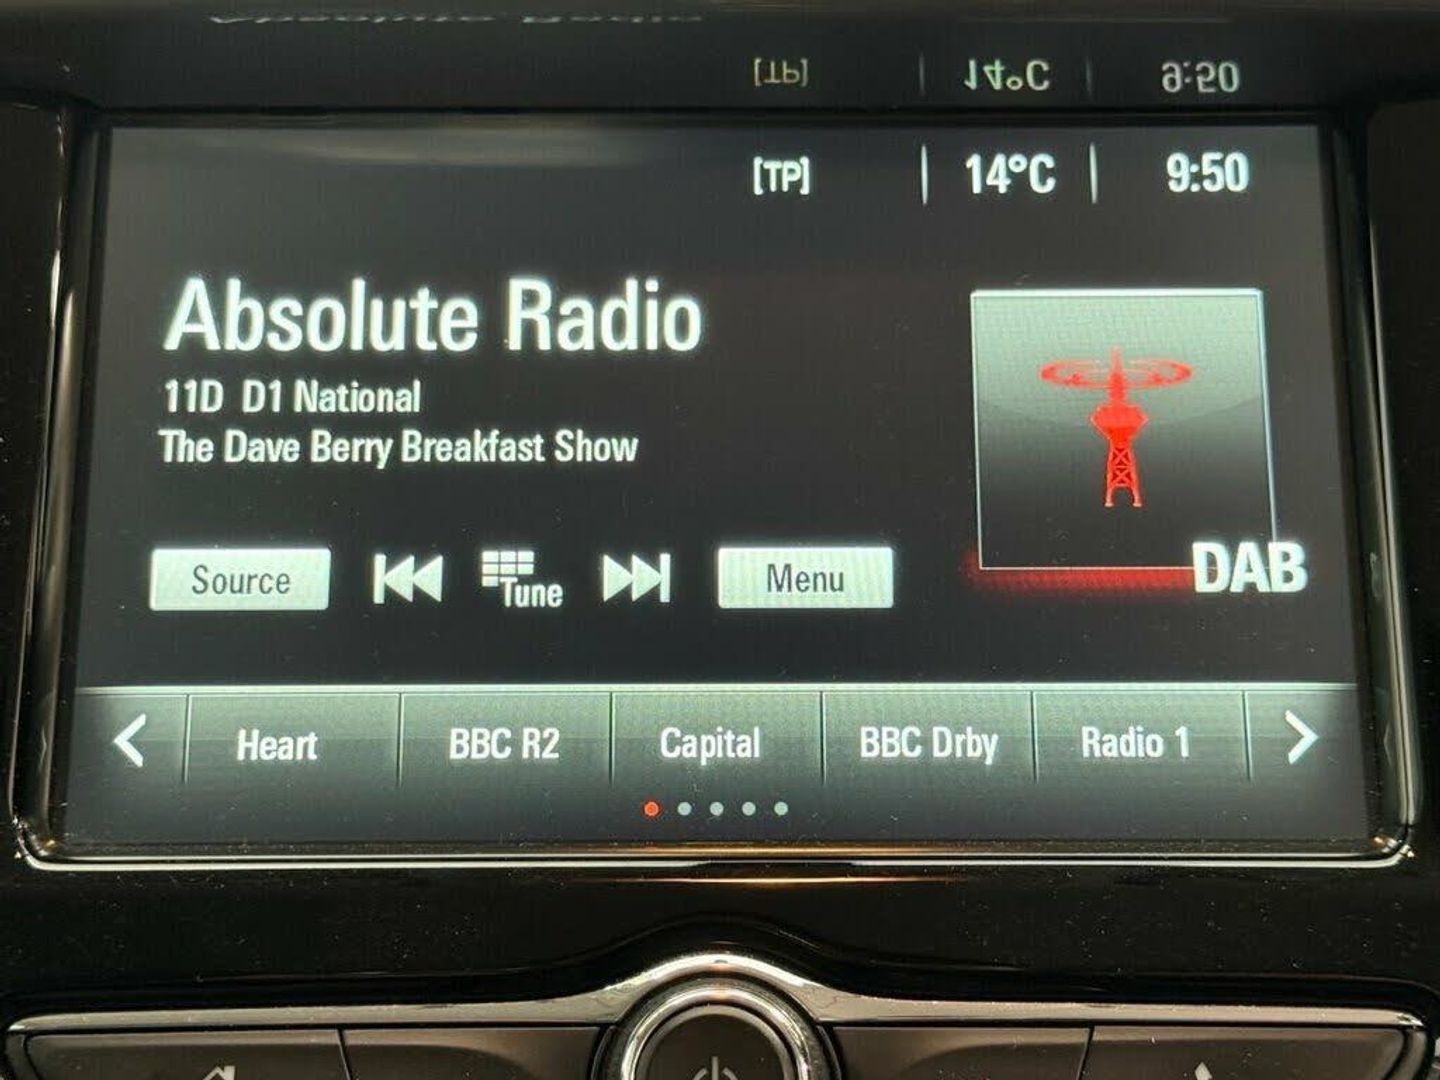 [TP] 14°C 9:50
Absolute Radio
11D D1 National
The Dave Berry Breakfast Show
Source Tune Menu
DAB
Heart BBC R2 Capital BBC Drby Radio 1